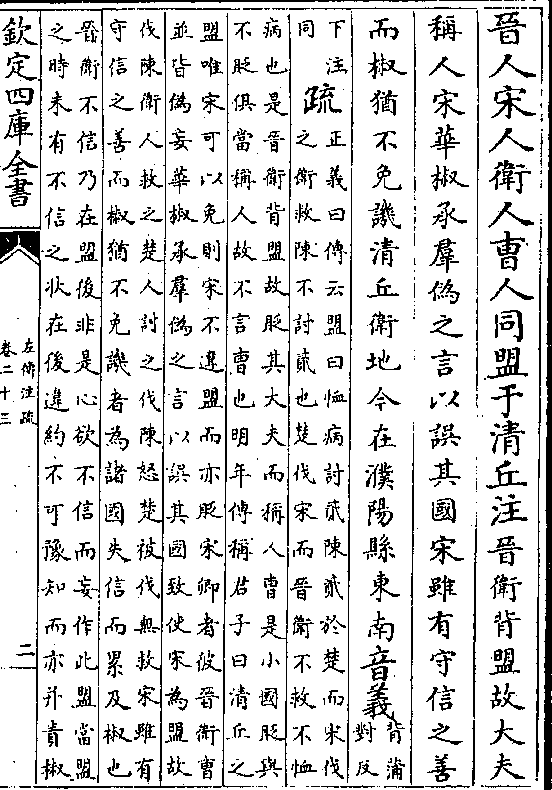 晉人宋人衛人曹人同盟于清丘注晉衛背盟故大夫
稱人宋華椒承羣偽之言以誤其國宋雖有守信之善
而椒猶不免譏清丘衛地今在濮陽縣東南音義背蒲
對反
下注
同
疏
正義曰傳云盟曰恤病討貳陳貳於楚而宋伐
之衛救陳不討貳也楚伐宋而晉衛不救不恤
病也是晉衛背盟故貶其大夫而稱人曹是小國貶與
不貶俱當稱人故不言曹也明年傳稱君子曰清丘之
盟唯宋可以免則宋不違盟而亦貶宋卿者彼晉衛曹
並皆偽妄華椒承羣偽之言以誤其國致使宋為盟故
伐陳衛人救之楚人討之伐陳怒楚被伐無救宋雖有
守信之善而椒猶不免譏者為諸國失信而累及椒也
晉衛不信乃在盟後非是心欲不信而妄作此盟當盟
之時未有不信之狀在後違約不可豫知而亦并責椒
欽定四庫全書
左傳注疏
卷二十三
二